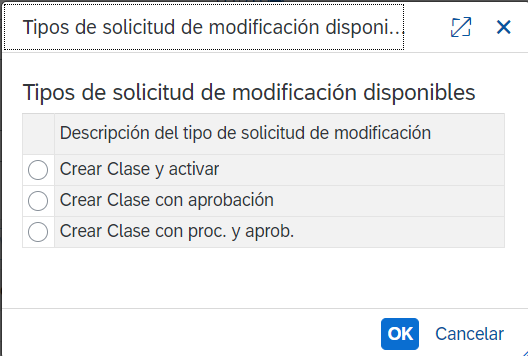 Tipos de solicitud de modificación disponi...
Tipos de solicitud de modificación disponibles
Descripción del tipo de solicitud de modificación
Crear Clase y activar
Crear Clase con aprobación
Crear Clase con proc. y aprob.
OK Cancelar